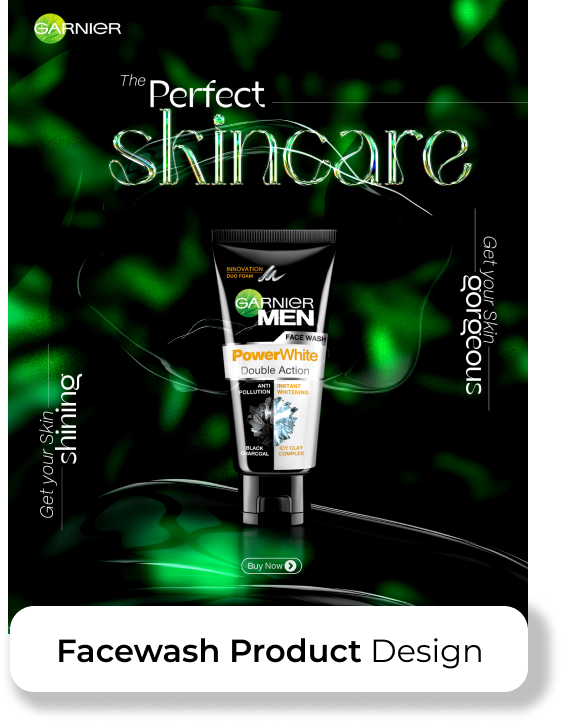 GARNIER
The Perfect
skincare
INNOVATION
DUO FOAM
GARNIER
MEN
FACE WASH
PowerWhite
Double Action
ANTI
POLLUTION
INSTANT
WHITENING
BLACK
CHARCOAL
ICY CLAY
COMPLEX
Get your Skin
gorgeous
Get your Skin
shining
Buy Now
Facewash Product Design